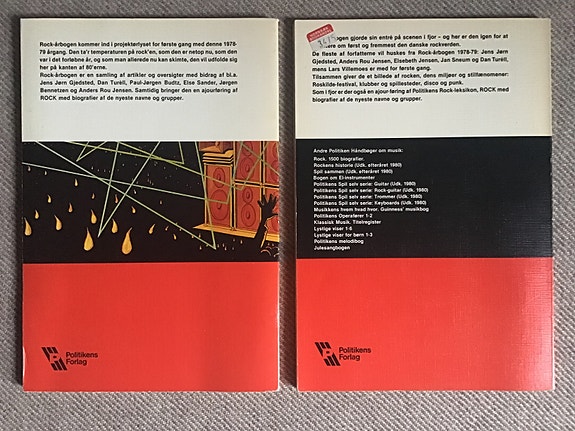 Rock-årbogen kommer ind i projektørlyset for første gang med denne 1978-
79 årgang. Den ta'r temperaturen på rock'en, som den er netop nu, som den
var i det forløbne år, og som man allerede nu kan skimte, den vil udfolde sig
her på kanten af 80'erne.
Rock-årbogen er en samling af artikler og oversigter med bidrag af bl.a.
Jens Jørn Gjedsted, Dan Turèll, Paul-Jørgen Budtz, Else Sander, Jørgen
Bennetzen og Anders Rou Jensen. Samtidig bringer den en ajourføring af
ROCK med biografier af de nyeste navne og grupper.
Politikens
Forlag
bogen gjorde sin entré på scenen i fjor – og her er den igen for at
re om først og fremmest den danske rockverden.
De fleste af forfatterne vil huskes fra Rock-årbogen 1978-79: Jens Jørn
Gjedsted, Anders Rou Jensen, Elsebeth Jensen, Jan Sneum og Dan Turèll,
mens Lars Villemoes er med for første gang.
Tilsammen giver de et billede af rocken, dens miljøer og stilfænomener:
Roskilde-festival, klubber og spillesteder, disco og punk.
Som i fjor er der også en ajourføring af Politikens Rock-leksikon, ROCK med
biografier af de nyeste navne og grupper.
Andre Politiken Håndbøger om musik:
Rock. 1500 biografier.
Rockens historie (Udk. efteråret 1980)
Spil sammen (Udk. efteråret 1980)
Bogen om El-instrumenter
Politikens Spil selv serie: Guitar (Udk. 1980)
Politikens Spil selv serie: Rock-guitar (Udk. 1980)
Politikens Spil selv serie: Trommer (Udk. 1980)
Politikens Spil selv serie: Keyboards (Udk. 1980)
Musikkens hvem hvad hvor. Guinness' musikbog
Politikens Operafører 1-2
Klassisk Musik. Titelregister
Lystige viser 1-6
Lystige viser for børn 1-3
Politikens melodibog
Julesangbogen
Politikens
Forlag